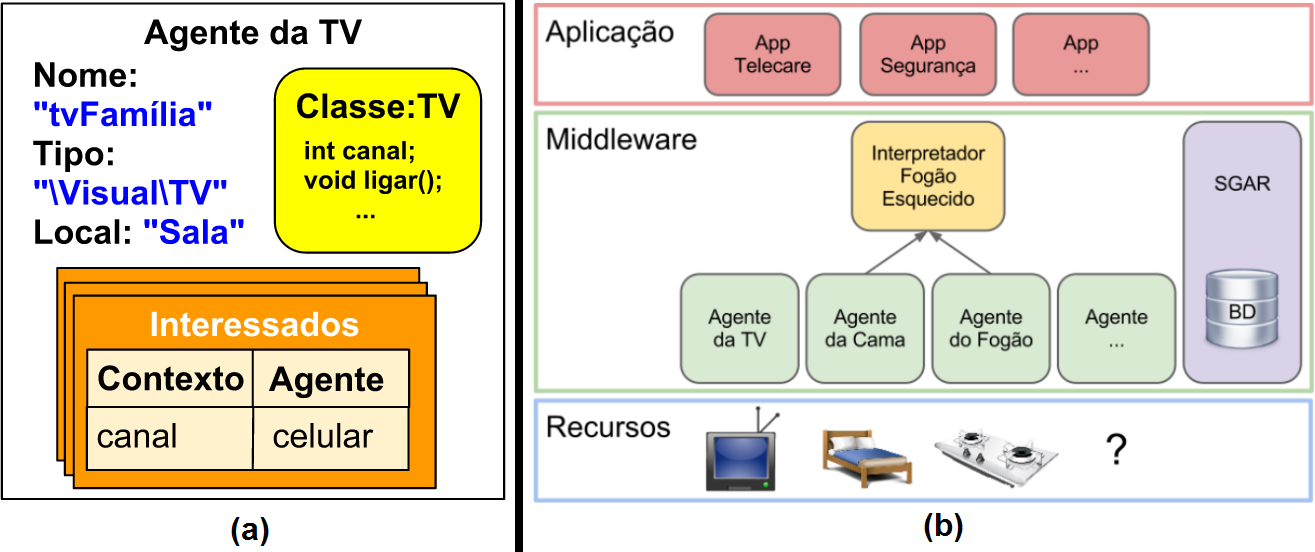 Agente da TV
Nome:
"tvFamília"
Tipo:
"\Visual\TV"
Local: "Sala"
Classe:TV
int canal;
void ligar();
...
Interessados
Contexto Agente
canal celular
(a)
Aplicação
App
Telecare
App
Segurança
App
...
Middleware
Interpretador
Fogão
Esquecido
SGAR
BD
Agente
da TV
Agente
da Cama
Agente
do Fogão
Agente
...
Recursos
?
(b)